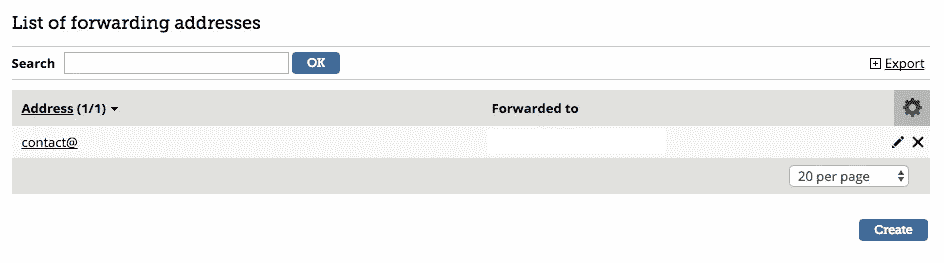 List of forwarding addresses
Search OK Export
Address (1/1) Forwarded to
contact@
20 per page
Create